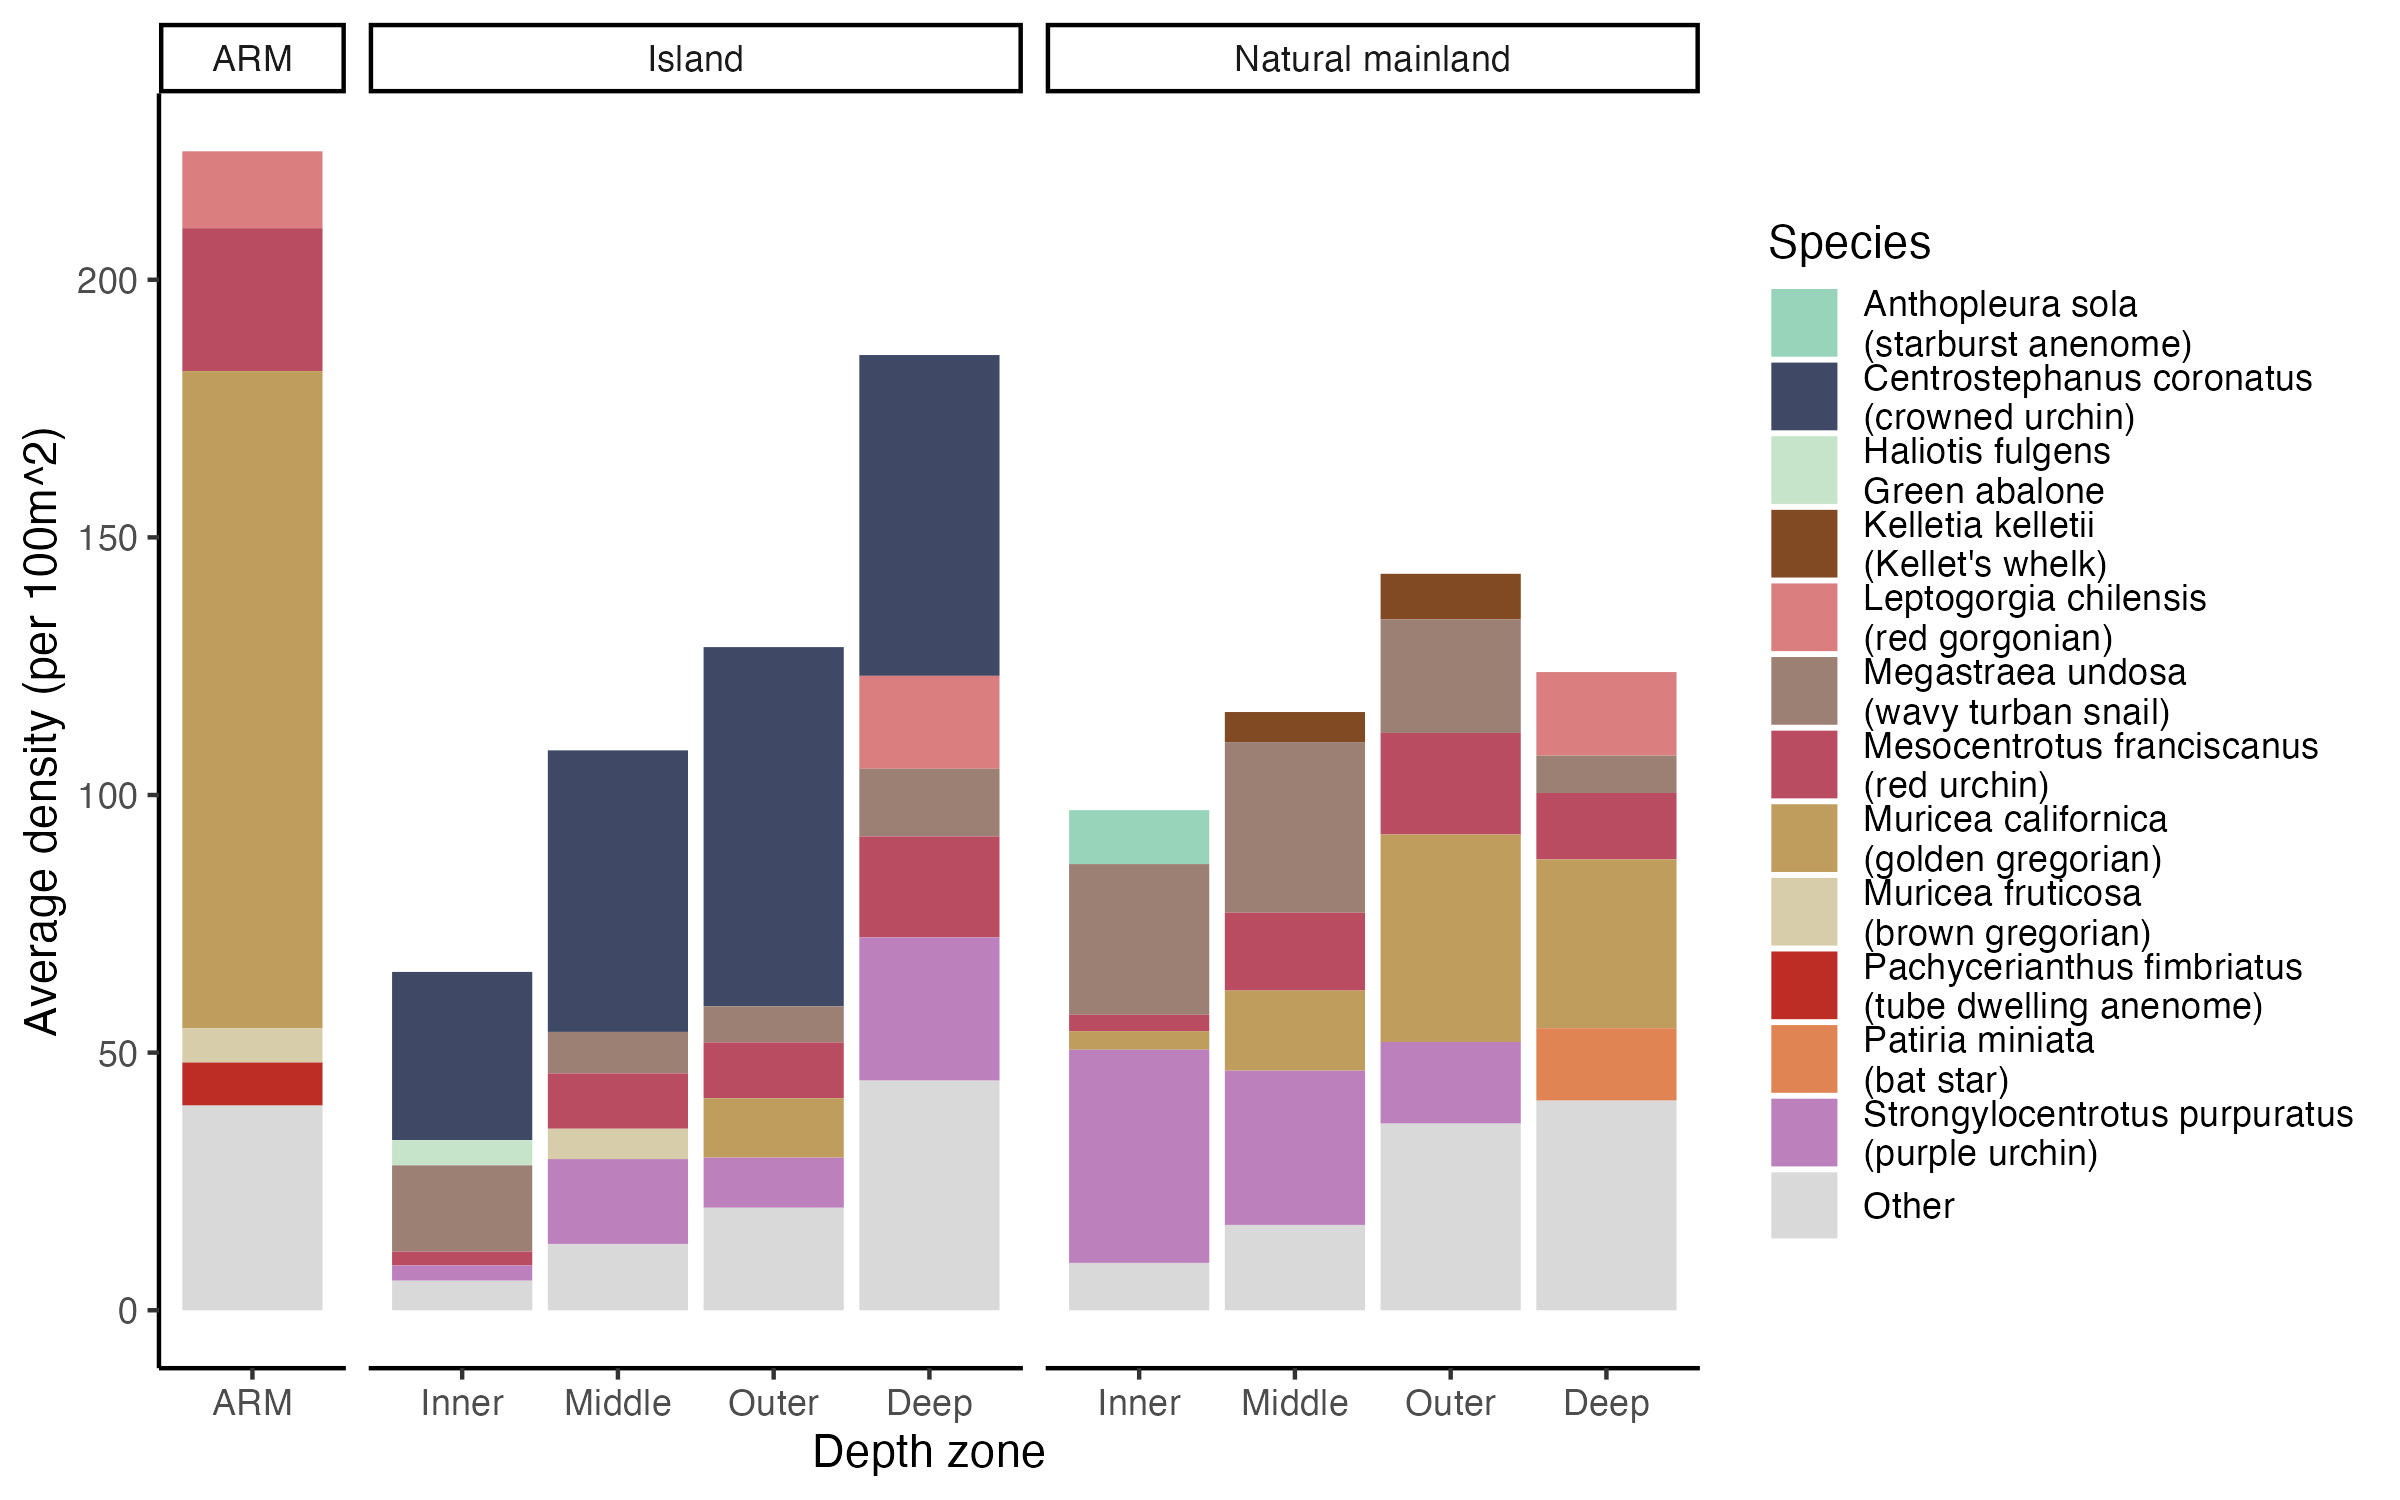 ARM
Island
Natural mainland
Average density (per 100m^2)
200
150
100
50
0
ARM
Inner
Middle
Outer
Deep
Inner
Middle
Outer
Deep
Depth zone
Species
Anthopleura sola
(starburst anenome)
Centrostephanus coronatus
(crowned urchin)
Haliotis fulgens
Green abalone
Kelletia kelletii
(Kellet's whelk)
Leptogorgia chilensis
(red gorgonian)
Megastraea undosa
(wavy turban snail)
Mesocentrotus franciscanus
(red urchin)
Muricea californica
(golden gregorian)
Muricea fruticosa
(brown gregorian)
Pachycerianthus fimbriatus
(tube dwelling anenome)
Patiria miniata
(bat star)
Strongylocentrotus purpuratus
(purple urchin)
Other